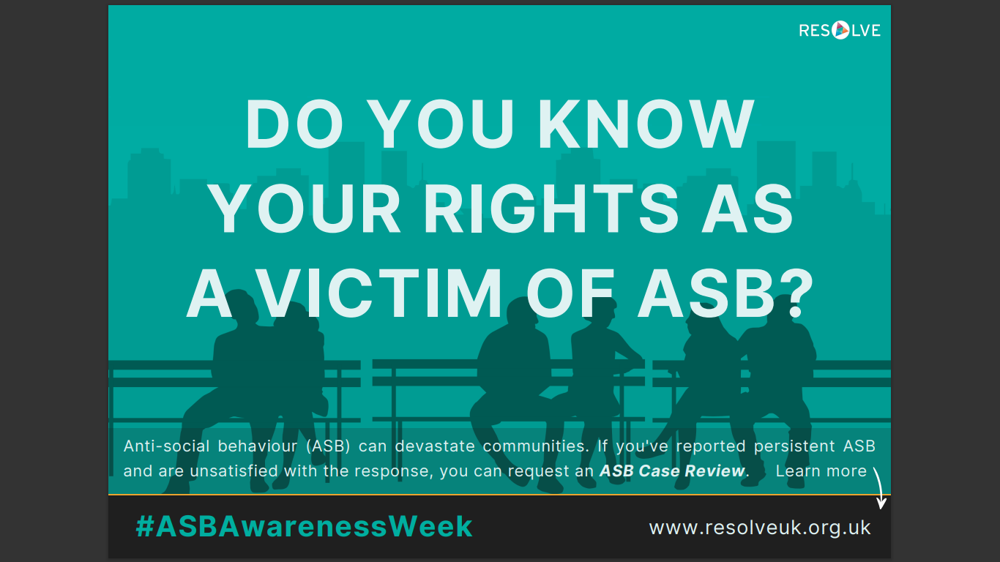 RESOLVE
DO YOU KNOW
YOUR RIGHTS AS
A VICTIM OF ASB?
Anti-social behaviour (ASB) can devastate communities. If you've reported persistent ASB
and are unsatisfied with the response, you can request an ASB Case Review. Learn more
#ASBAwarenessWeek
www.resolveuk.org.uk